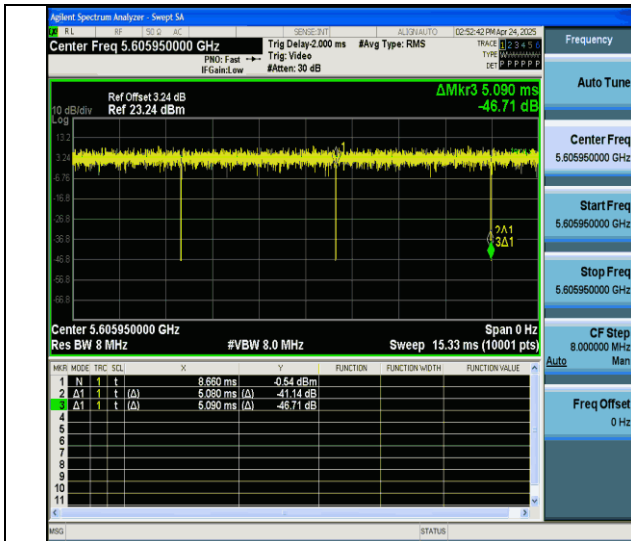 Agilent Spectrum Analyzer - Swept SA
RL RF 50 Ω AC SENSE:INT ALIGNAUTO 02:52:42 PM Apr 24, 2025
Center Freq 5.605950000 GHz Trig Delay-2.000 ms #Avg Type: RMS TRACE 1 2 3 4 5 6
PNO: Fast Trig: Video TYPE
IFGain:Low #Atten: 30 dB DET P P P P P P
ΔMkr3 5.090 ms
-46.71 dB
Ref Offset 3.24 dB
10 dB/div Ref 23.24 dBm
Log
13.2
3.24
-6.76
-16.8
-26.8
-36.8
-46.8
-56.8
-66.8
1
2Δ1
3Δ1
Center 5.605950000 GHz Span 0 Hz
Res BW 8 MHz #VBW 8.0 MHz Sweep 15.33 ms (10001 pts)
MKR MODE TRC SCL X Y FUNCTION FUNCTION WIDTH FUNCTION VALUE
1 N 1 t 8.660 ms -0.54 dBm
2 Δ1 1 t (Δ) 5.080 ms (Δ) -41.14 dB
3 Δ1 1 t (Δ) 5.090 ms (Δ) -46.71 dB
4
5
6
7
8
9
10
11
MSG STATUS
Frequency
Auto Tune
Center Freq
5.605950000 GHz
Start Freq
5.605950000 GHz
Stop Freq
5.605950000 GHz
CF Step
8.000000 MHz
Auto Man
Freq Offset
0 Hz